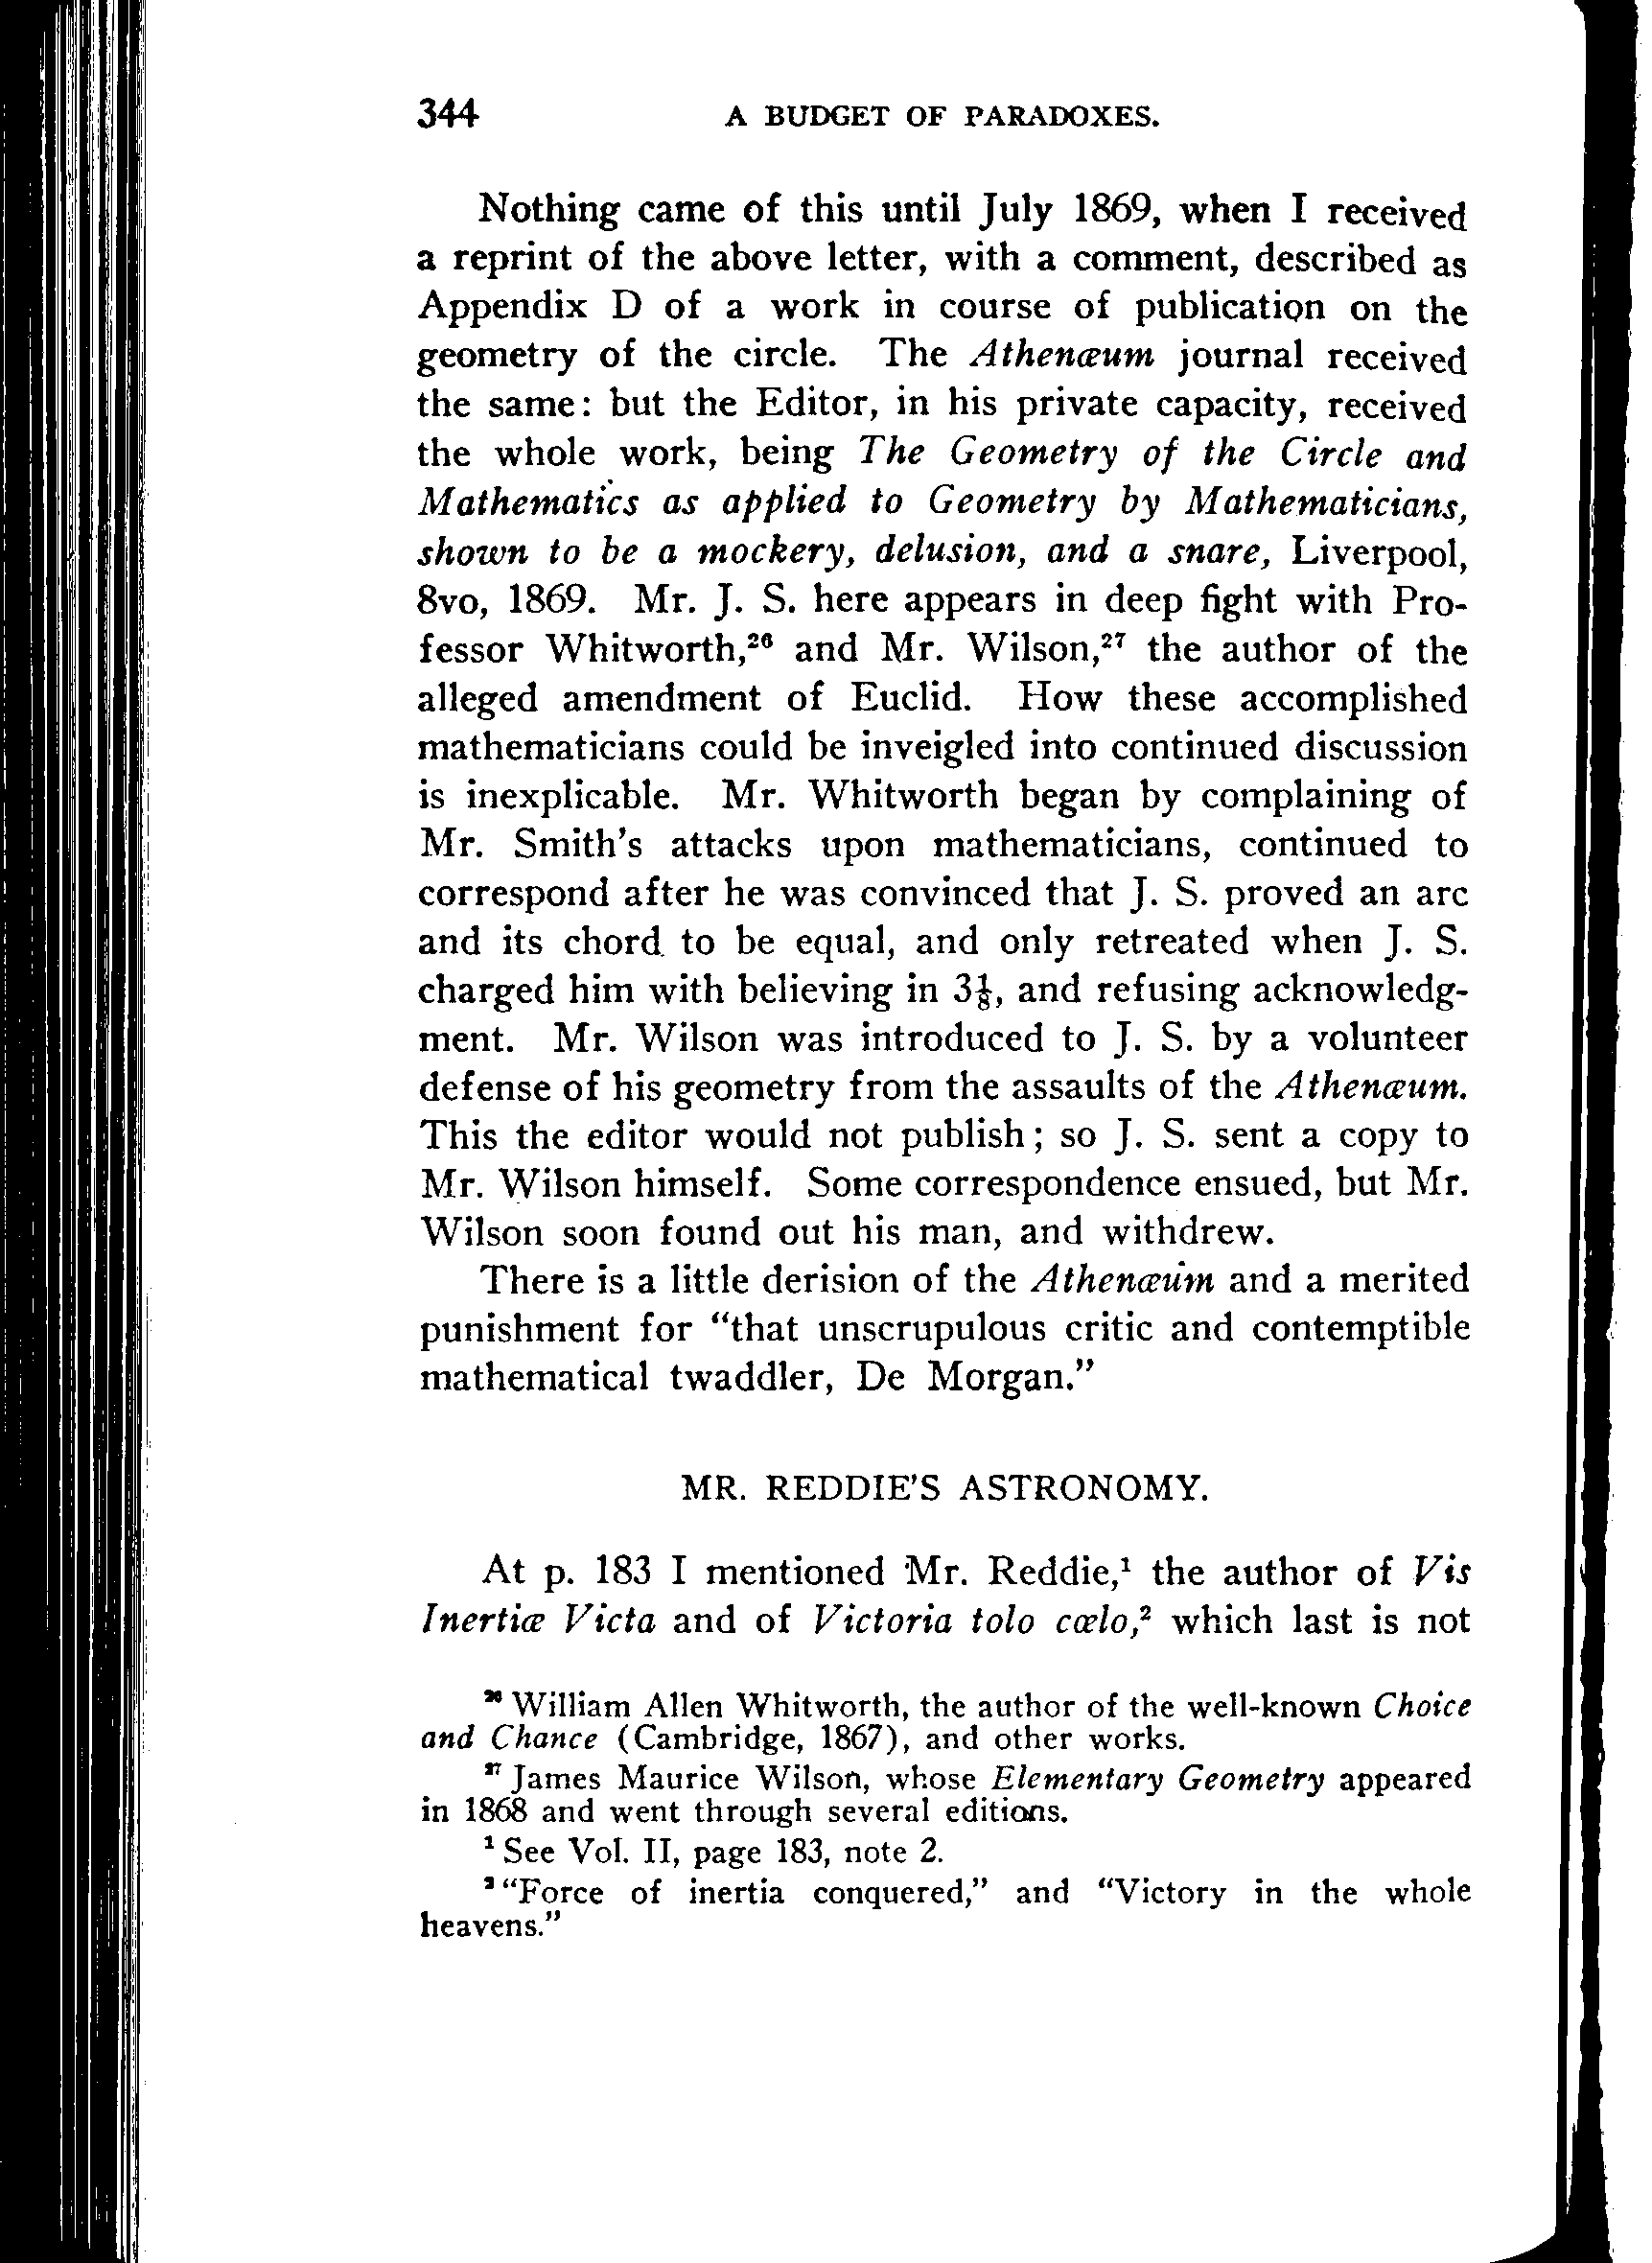 344 A BUDGET OF PARADOXES.
Nothing came of this until July 1869, when I received
a reprint of the above letter, with a comment, described as
Appendix D of a work in course of publication on the
geometry of the circle. The Athenæum journal received
the same: but the Editor, in his private capacity, received
the whole work, being The Geometry of the Circle and
Mathematics as applied to Geometry by Mathematicians,
shown to be a mockery, delusion, and a snare, Liverpool,
8vo, 1869. Mr. J. S. here appears in deep fight with Pro-
fessor Whitworth,²⁶ and Mr. Wilson,²⁷ the author of the
alleged amendment of Euclid. How these accomplished
mathematicians could be inveigled into continued discussion
is inexplicable. Mr. Whitworth began by complaining of
Mr. Smith's attacks upon mathematicians, continued to
correspond after he was convinced that J. S. proved an arc
and its chord to be equal, and only retreated when J. S.
charged him with believing in 3⅛, and refusing acknowledg-
ment. Mr. Wilson was introduced to J. S. by a volunteer
defense of his geometry from the assaults of the Athenæum.
This the editor would not publish; so J. S. sent a copy to
Mr. Wilson himself. Some correspondence ensued, but Mr.
Wilson soon found out his man, and withdrew.
There is a little derision of the Athenæum and a merited
punishment for "that unscrupulous critic and contemptible
mathematical twaddler, De Morgan."
MR. REDDIE'S ASTRONOMY.
At p. 183 I mentioned Mr. Reddie,¹ the author of Vis
Inertiæ Victa and of Victoria tolo cœlo,² which last is not
²⁶ William Allen Whitworth, the author of the well-known Choice
and Chance (Cambridge, 1867), and other works.
²⁷ James Maurice Wilson, whose Elementary Geometry appeared
in 1868 and went through several editions.
¹ See Vol. II, page 183, note 2.
² "Force of inertia conquered," and "Victory in the whole
heavens."